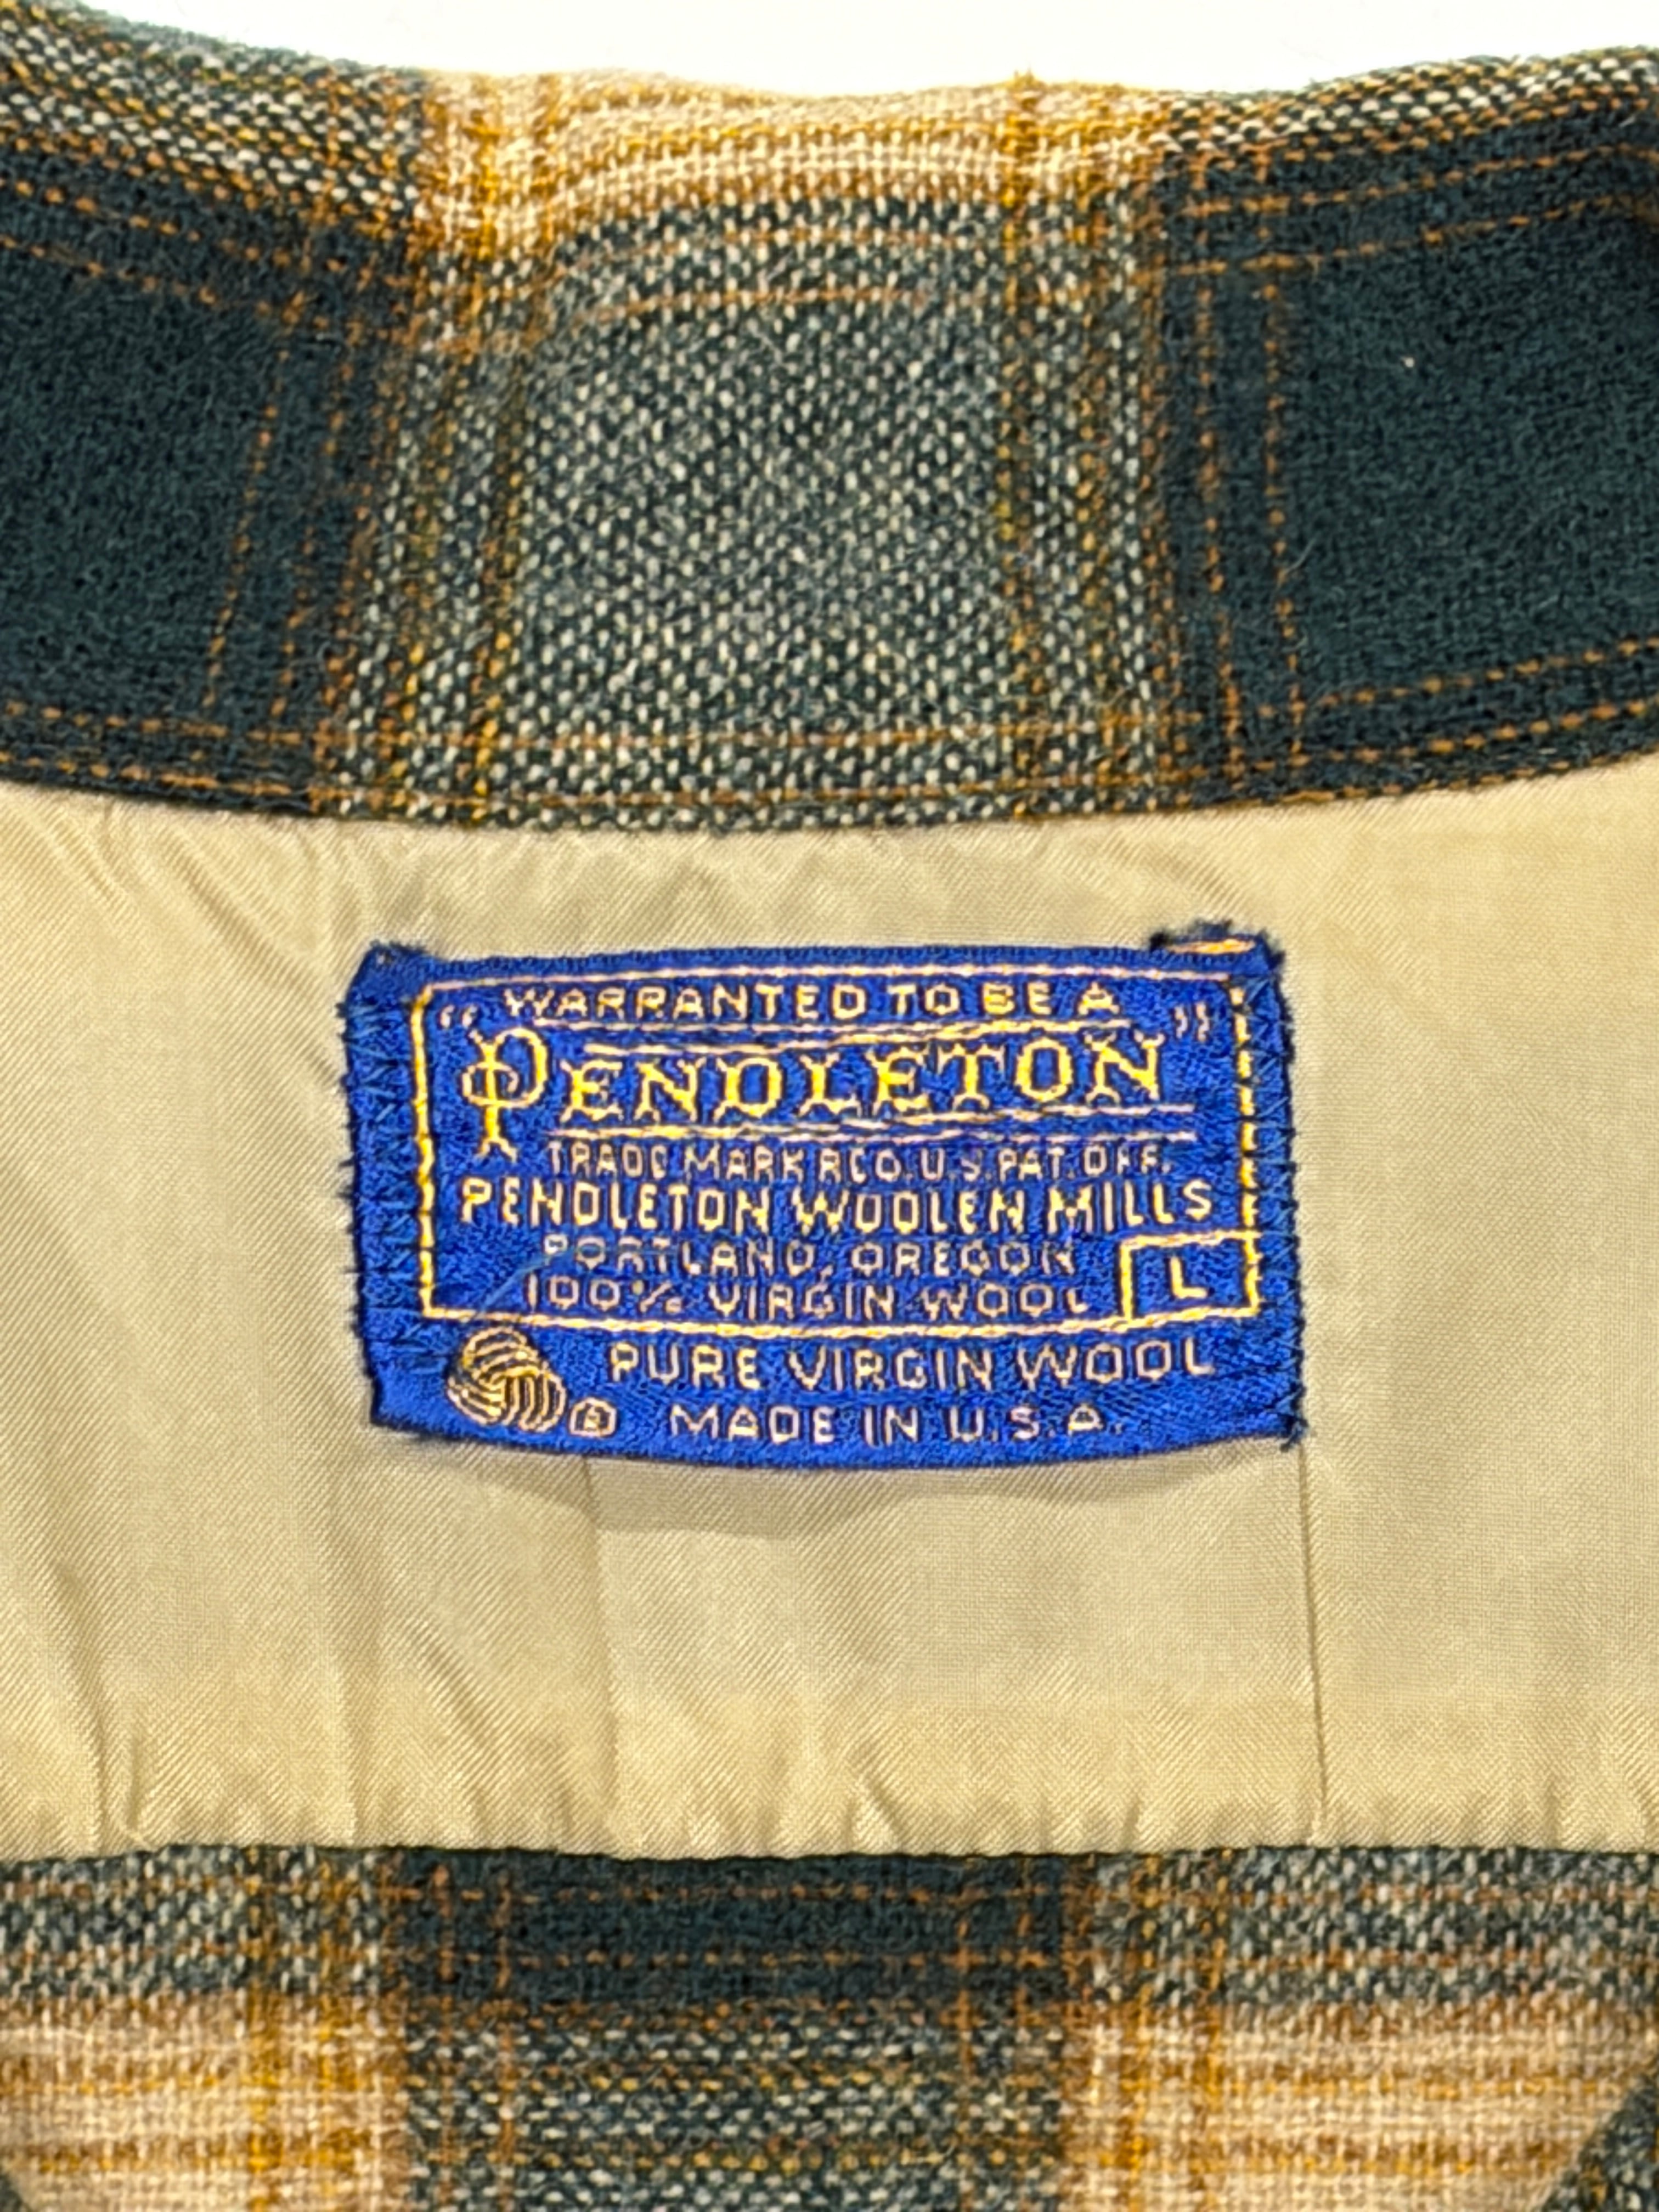 "WARRANTED TO BE A
PENDLETON"
TRADE MARK REG. U.S. PAT. OFF.
PENDLETON WOOLEN MILLS
PORTLAND, OREGON
100% VIRGIN WOOL
L
PURE VIRGIN WOOL
® MADE IN U.S.A.